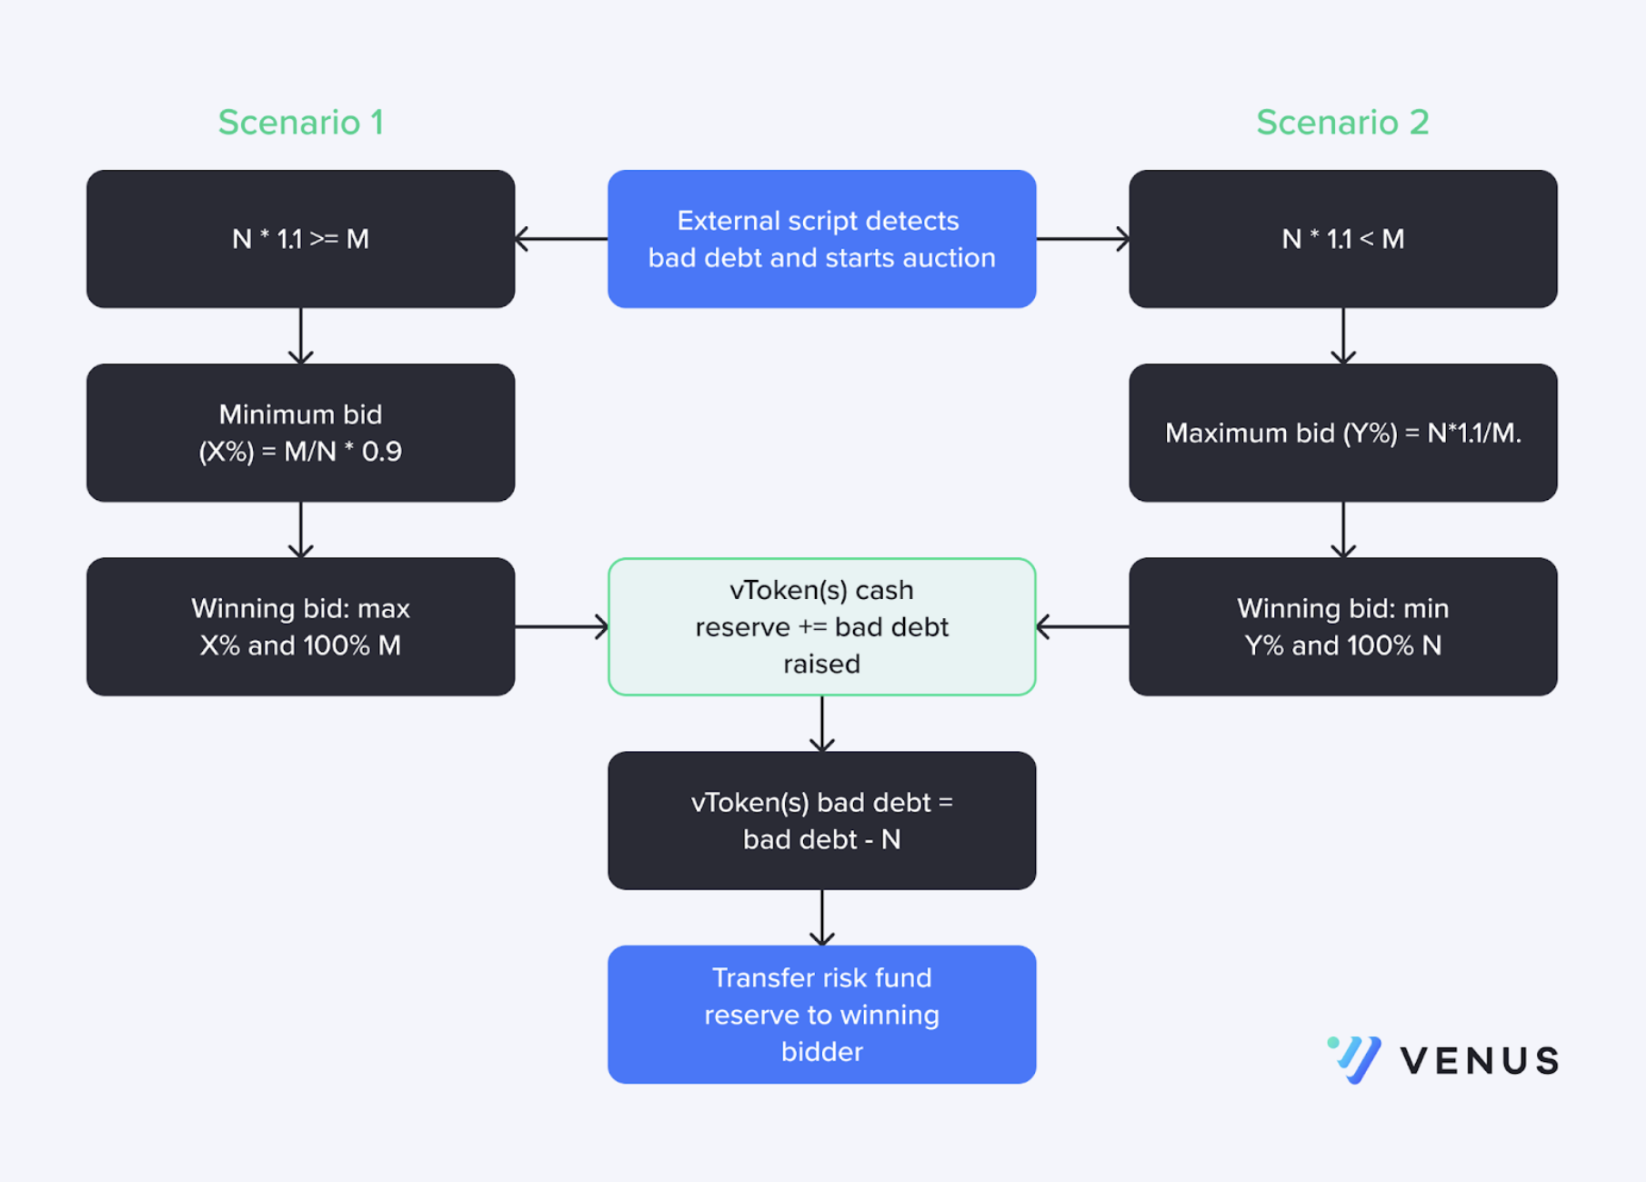 Scenario 1
Scenario 2
N * 1.1 >= M
External script detects
bad debt and starts auction
N * 1.1 < M
Minimum bid
(X%) = M/N * 0.9
Maximum bid (Y%) = N*1.1/M.
Winning bid: max
X% and 100% M
vToken(s) cash
reserve += bad debt
raised
Winning bid: min
Y% and 100% N
vToken(s) bad debt =
bad debt - N
Transfer risk fund
reserve to winning
bidder
VENUS